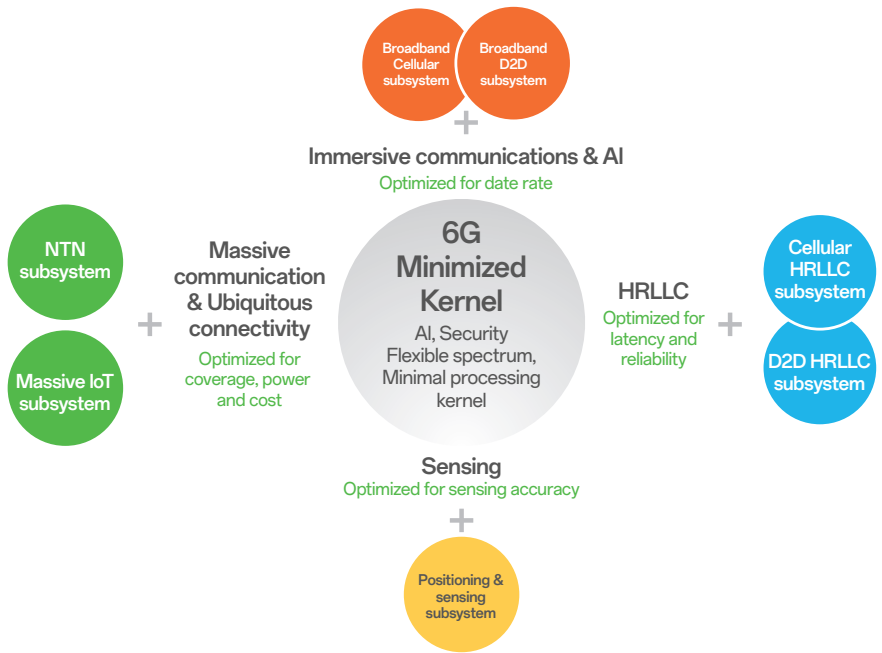 Broadband
Cellular
subsystem
Broadband
D2D
subsystem
+
Immersive communications & AI
Optimized for date rate
NTN
subsystem
Massive IoT
subsystem
+
Massive
communication
& Ubiquitous
connectivity
Optimized for
coverage, power
and cost
6G
Minimized
Kernel
AI, Security
Flexible spectrum,
Minimal processing
kernel
HRLLC
Optimized for
latency and
reliability
+
Cellular
HRLLC
subsystem
D2D HRLLC
subsystem
Sensing
Optimized for sensing accuracy
+
Positioning &
sensing
subsystem